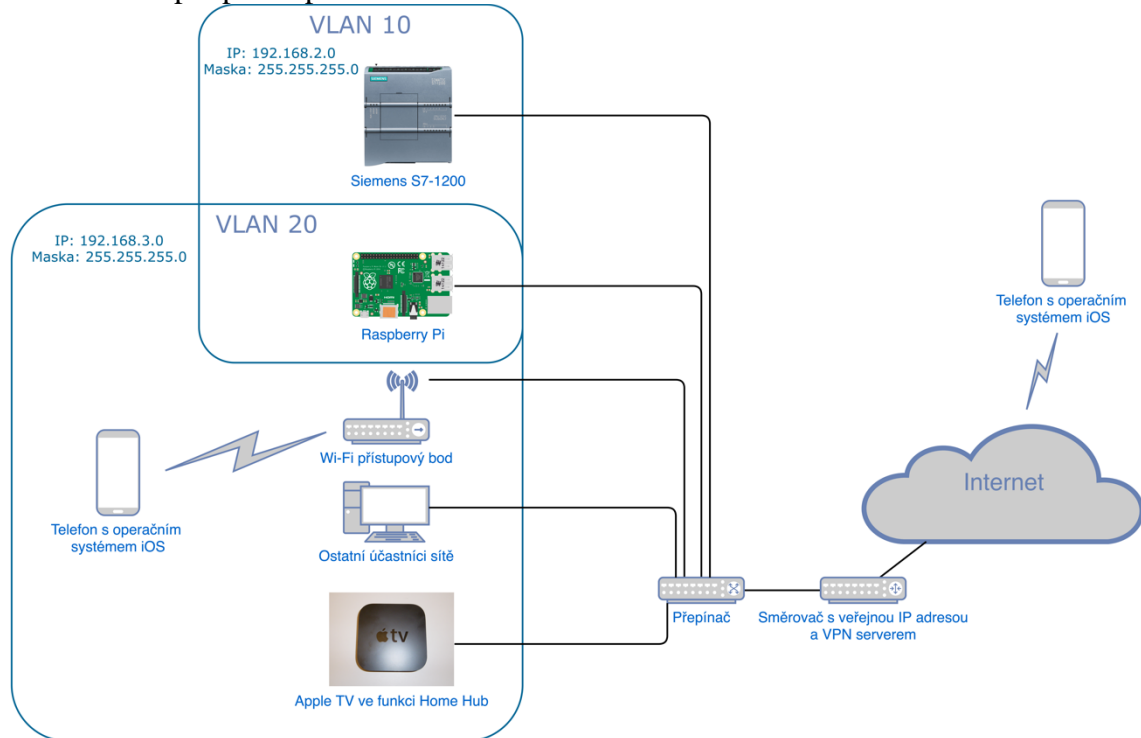 VLAN 10
IP: 192.168.2.0
Maska: 255.255.255.0
SIEMENS
Siemens S7-1200
VLAN 20
IP: 192.168.3.0
Maska: 255.255.255.0
Raspberry Pi
Telefon s operačním
systémem iOS
Wi-Fi přístupový bod
Internet
Telefon s operačním
systémem iOS
Ostatní účastníci sítě
Přepínač
Směrovač s veřejnou IP adresou
a VPN serverem
tv
Apple TV ve funkci Home Hub